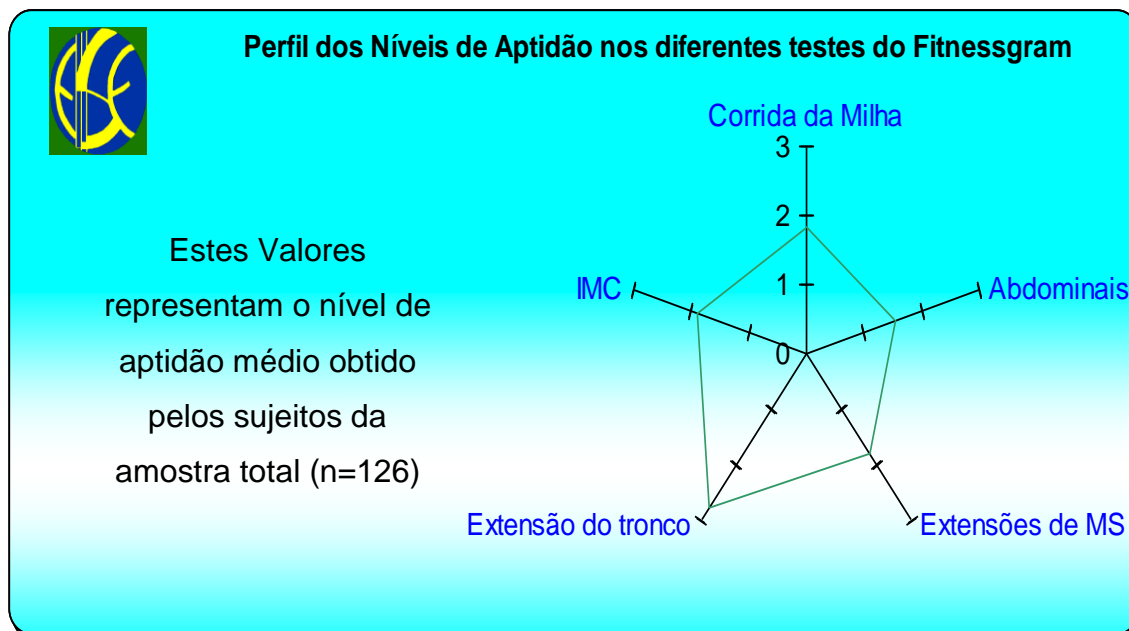 Perfil dos Níveis de Aptidão nos diferentes testes do Fitnessgram
Estes Valores
representam o nível de
aptidão médio obtido
pelos sujeitos da
amostra total (n=126)
Corrida da Milha
3
2
1
0
IMC
Abdominais
Extensão do tronco
Extensões de MS